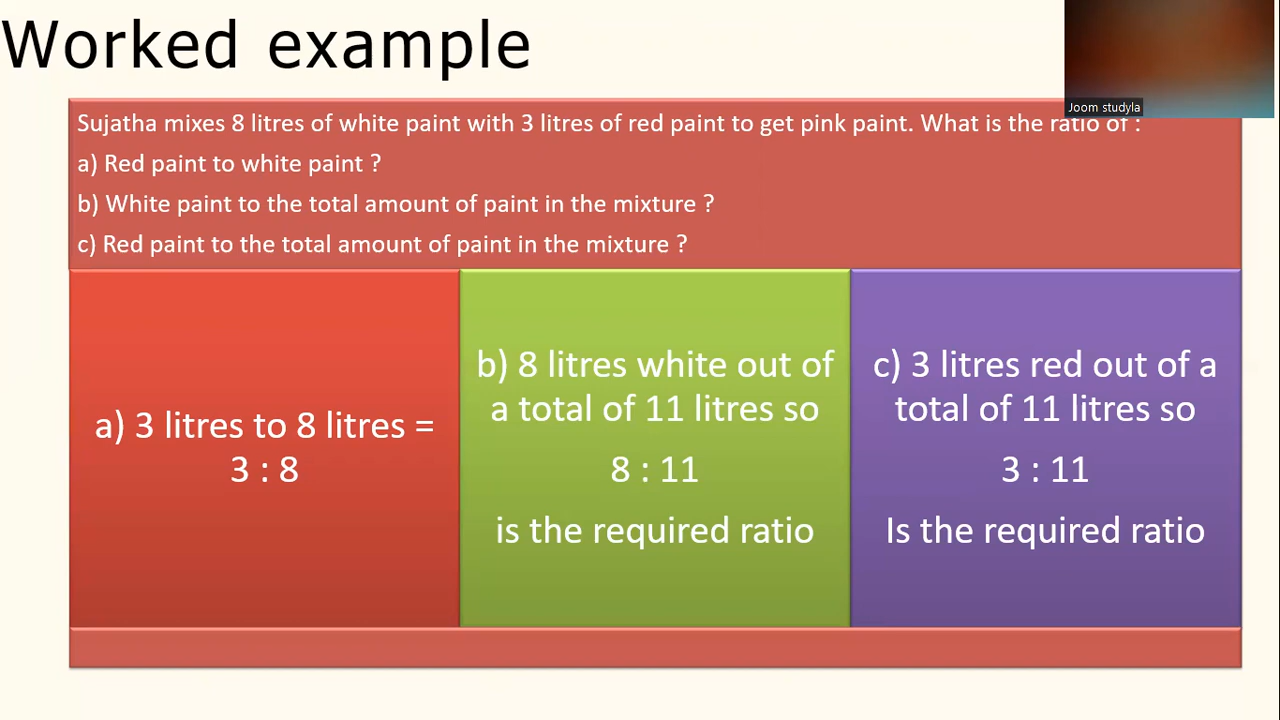 Worked example
Joom studyla
Sujatha mixes 8 litres of white paint with 3 litres of red paint to get pink paint. What is the ratio of :
a) Red paint to white paint ?
b) White paint to the total amount of paint in the mixture ?
c) Red paint to the total amount of paint in the mixture ?
a) 3 litres to 8 litres =
3 : 8
b) 8 litres white out of
a total of 11 litres so
8 : 11
is the required ratio
c) 3 litres red out of a
total of 11 litres so
3 : 11
Is the required ratio